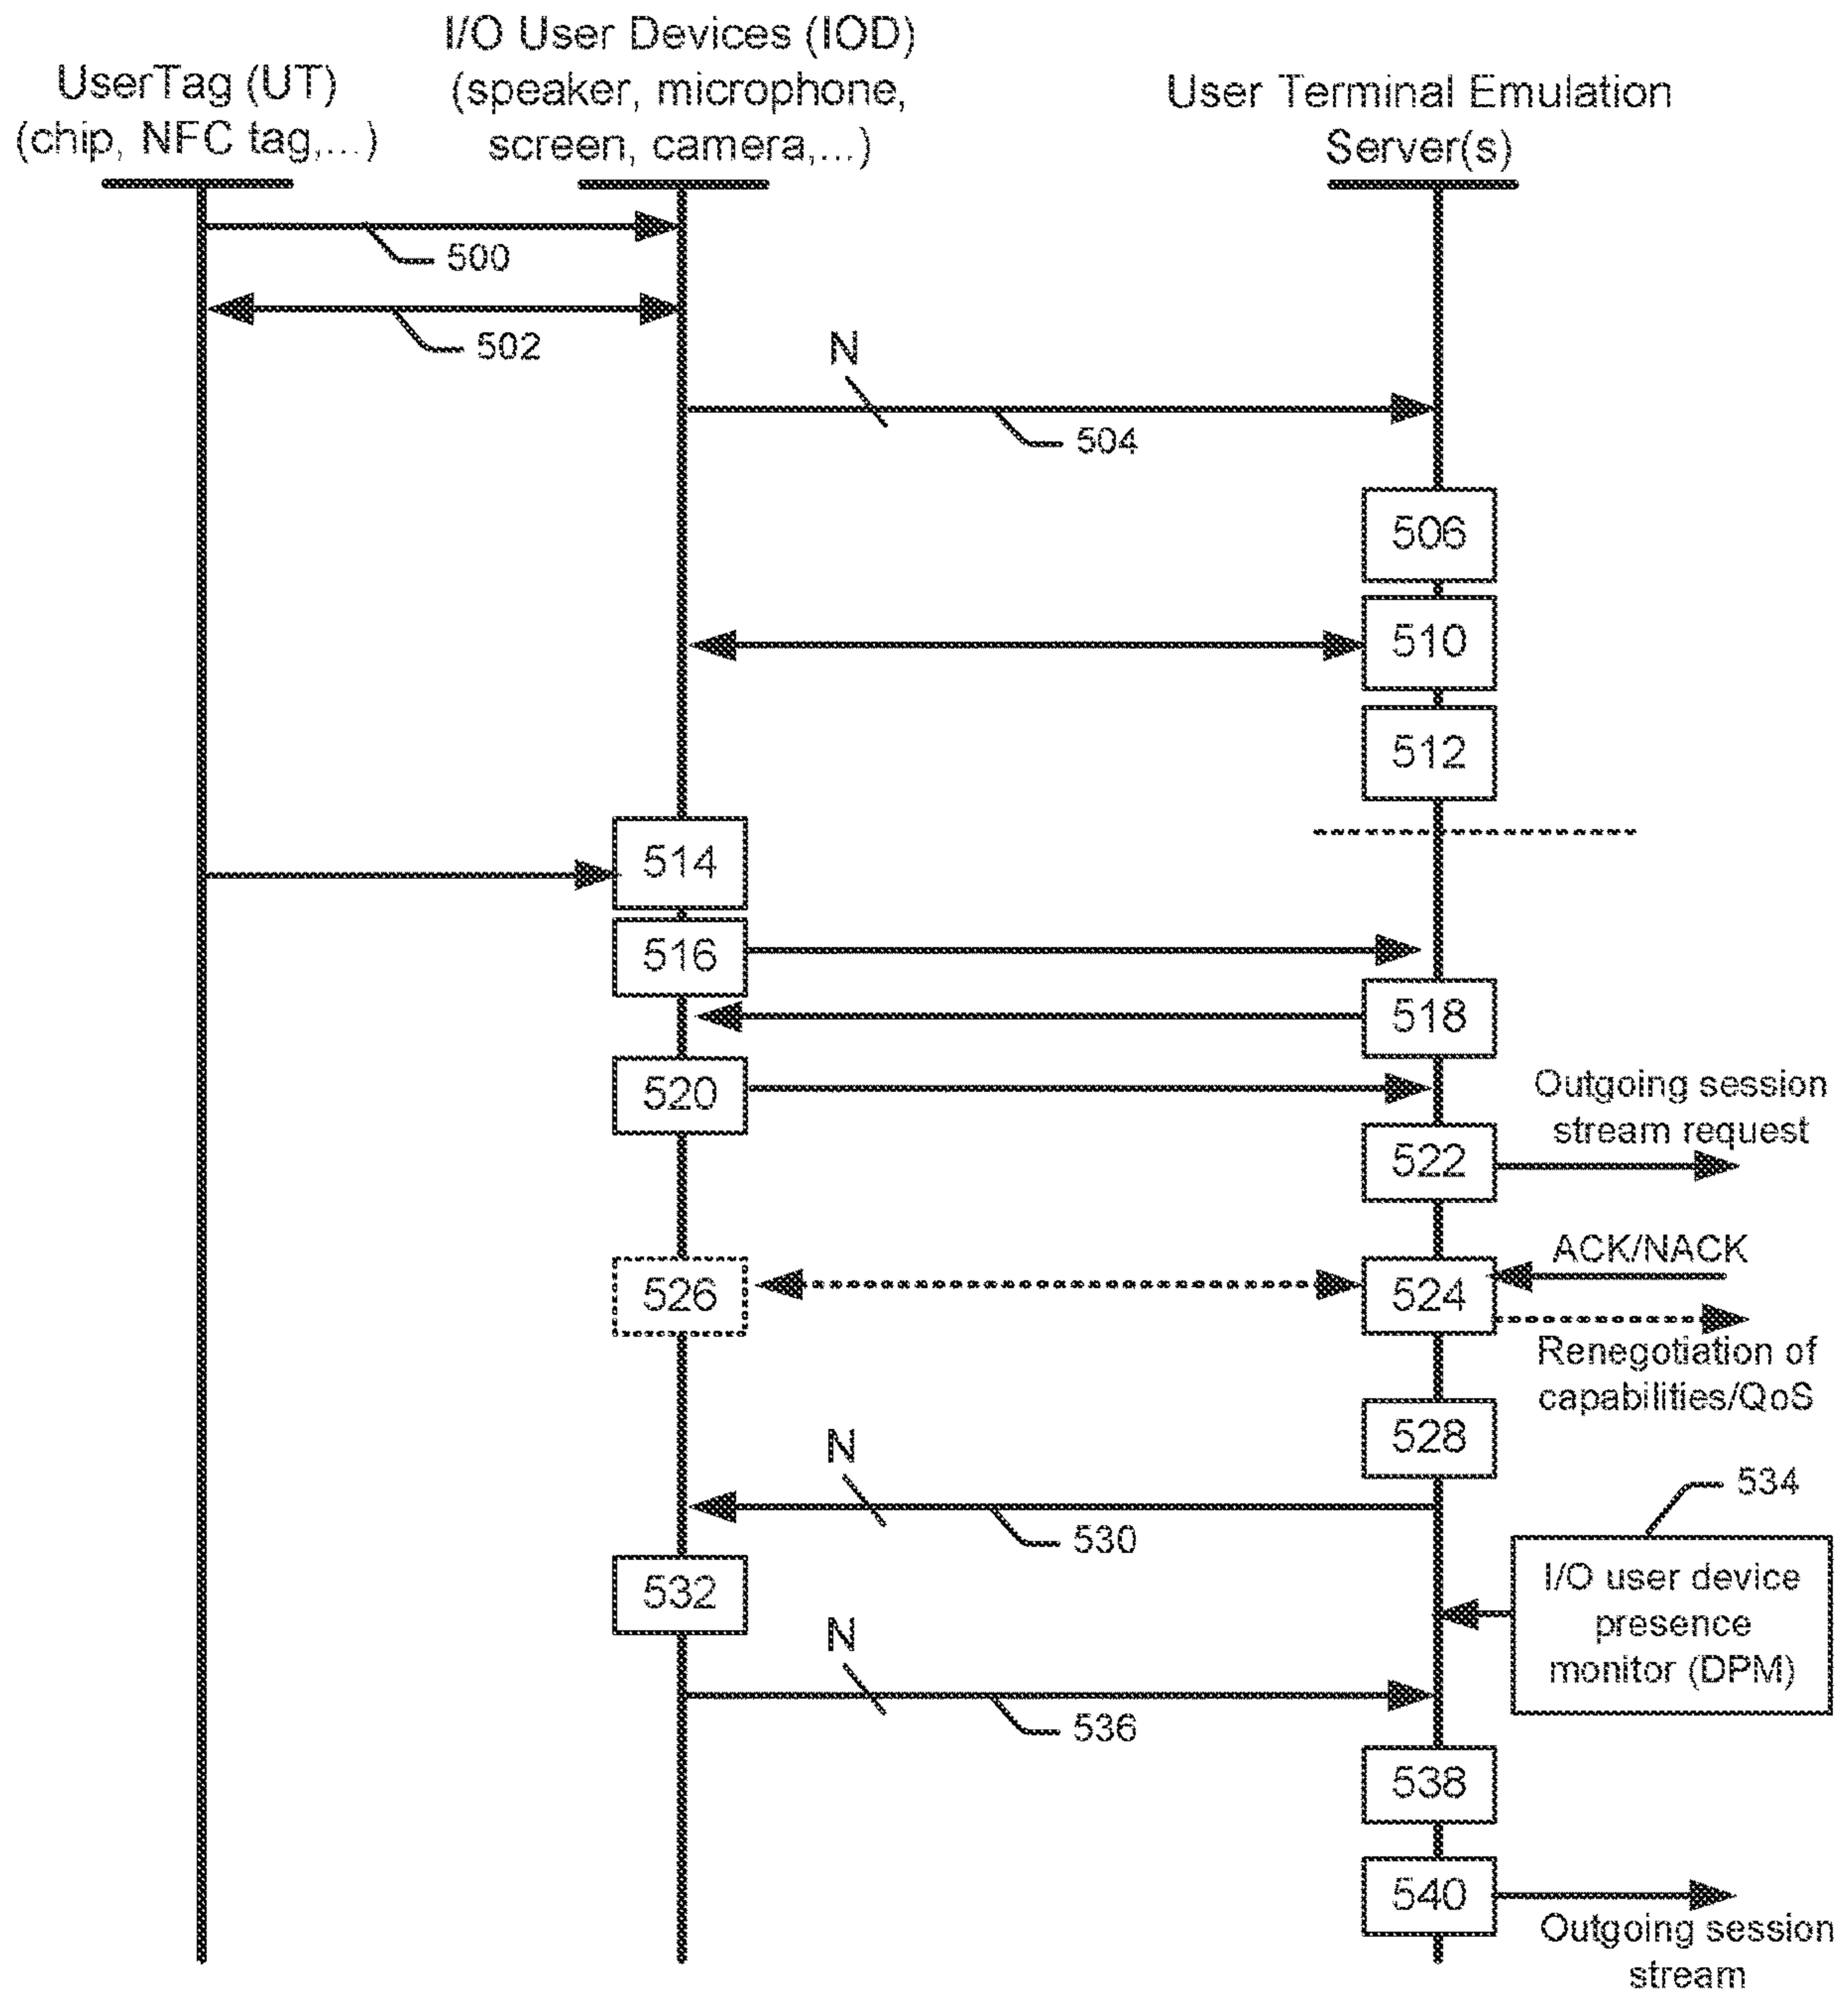 UserTag (UT)
(chip, NFC tag,...)
I/O User Devices (IOD)
(speaker, microphone,
screen, camera,...)
User Terminal Emulation
Server(s)
500
502
N
504
506
510
512
514
516
518
520
Outgoing session
stream request
522
ACK/NACK
526
524
Renegotiation of
capabilities/QoS
528
N
530
534
I/O user device
presence
monitor (DPM)
532
N
536
538
540
Outgoing session
stream